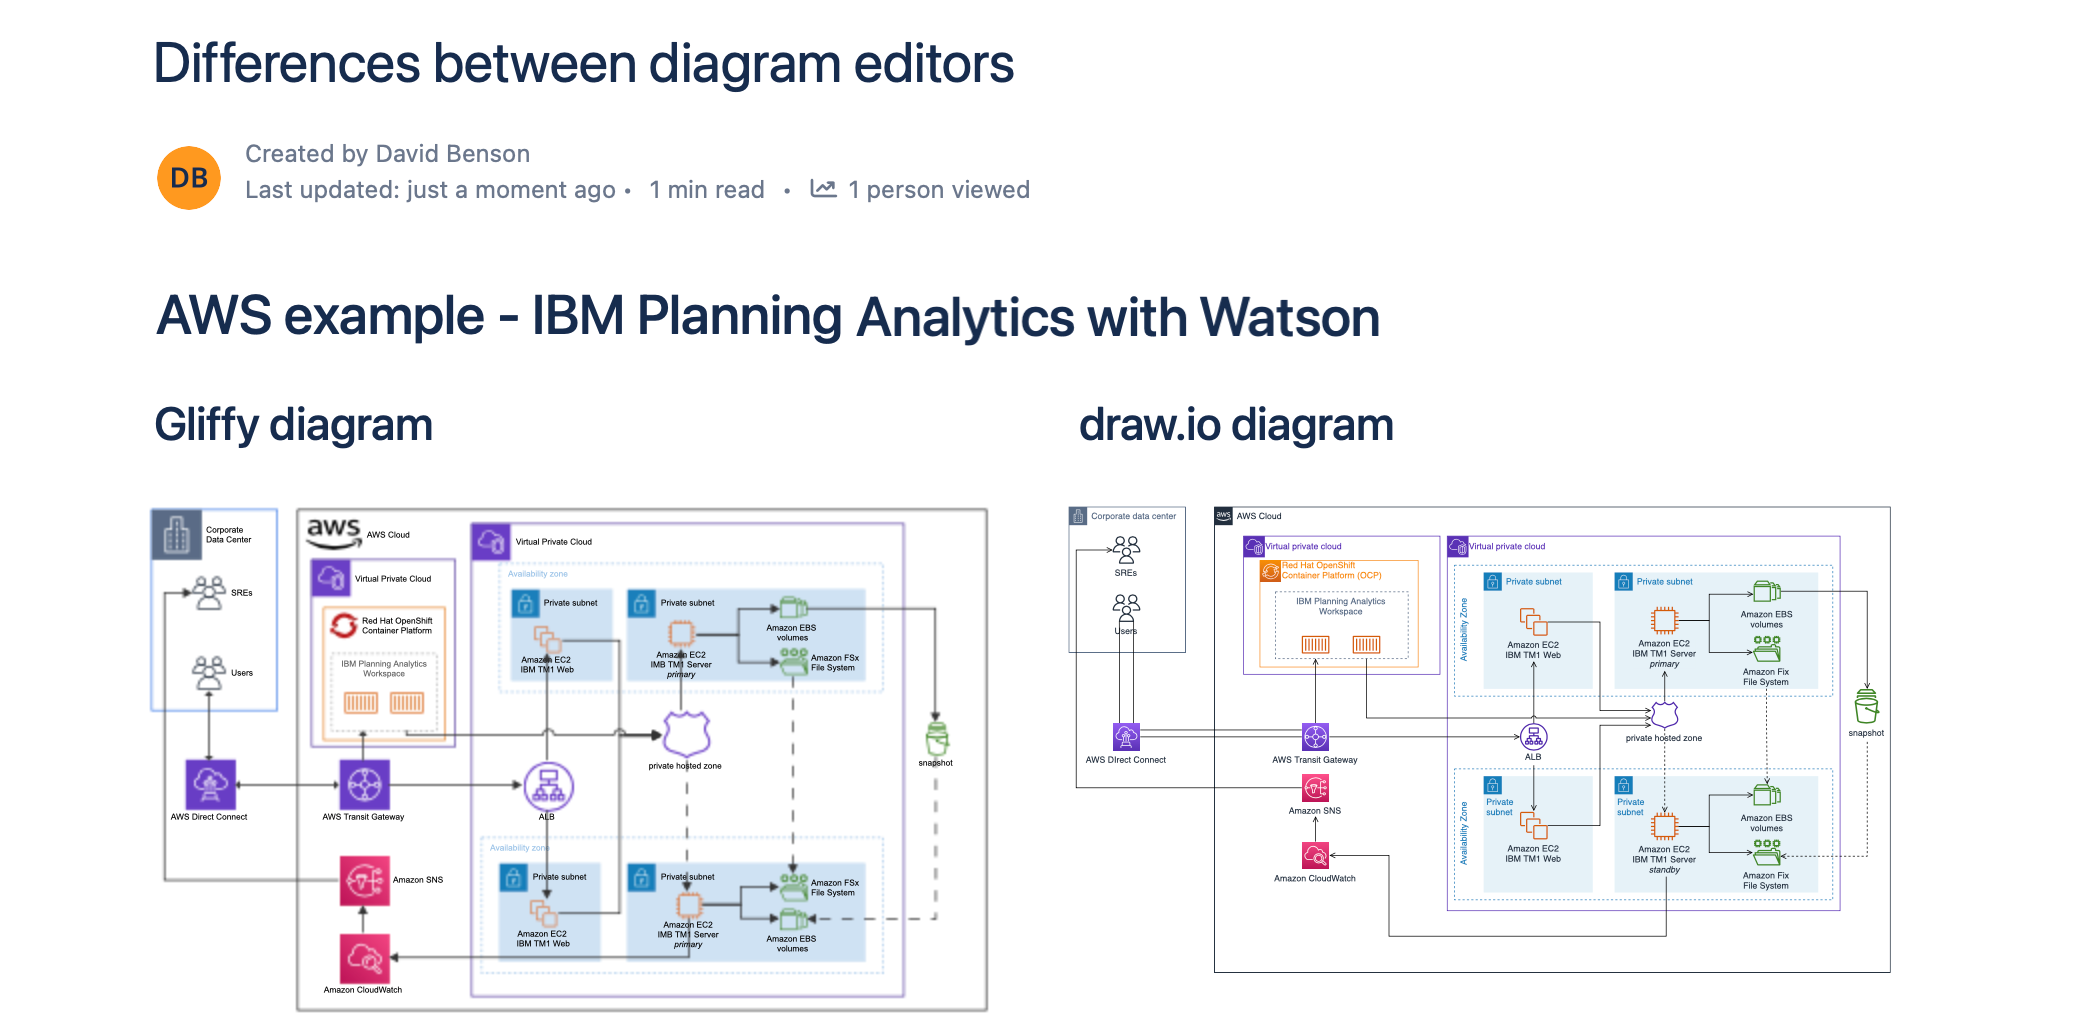 Differences between diagram editors
DB
Created by David Benson
Last updated: just a moment ago • 1 min read • 1 person viewed
AWS example - IBM Planning Analytics with Watson
Gliffy diagram
Corporate
Data Center
SREs
Users
aws
AWS Cloud
Virtual Private Cloud
Red Hat OpenShift
Container Platform
IBM Planning Analytics
Workspace
Virtual Private Cloud
Availability zone
Private subnet
Amazon EC2
IBM TM1 Web
Private subnet
Amazon EC2
IMB TM1 Server
primary
Amazon EBS
volumes
Amazon FSx
File System
private hosted zone
snapshot
AWS Direct Connect
AWS Transit Gateway
ALB
Availability zone
Private subnet
Amazon EC2
IBM TM1 Web
Private subnet
Amazon EC2
IMB TM1 Server
primary
Amazon FSx
File System
Amazon EBS
volumes
Amazon SNS
Amazon CloudWatch
draw.io diagram
Corporate data center
SREs
Users
aws
AWS Cloud
Virtual private cloud
Red Hat OpenShift
Container Platform (OCP)
IBM Planning Analytics
Workspace
Virtual private cloud
Availability Zone
Private subnet
Amazon EC2
IBM TM1 Web
Private subnet
Amazon EC2
IBM TM1 Server
primary
Amazon EBS
volumes
Amazon Fix
File System
private hosted zone
snapshot
AWS DIrect Connect
AWS Transit Gateway
ALB
Availability Zone
Private
subnet
Amazon EC2
IBM TM1 Web
Private
subnet
Amazon EC2
IBM TM1 Server
standby
Amazon EBS
volumes
Amazon Fix
File System
Amazon SNS
Amazon CloudWatch